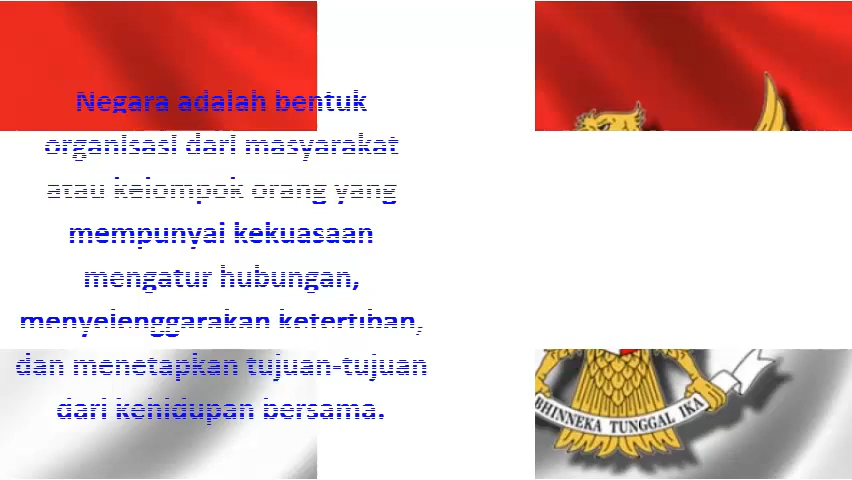 Negara adalah bentuk
organisasi dari masyarakat
atau kelompok orang yang
mempunyai kekuasaan
mengatur hubungan,
menyelenggarakan ketertiban,
dan menetapkan tujuan-tujuan
dari kehidupan bersama.
BHINNEKA TUNGGAL IKA